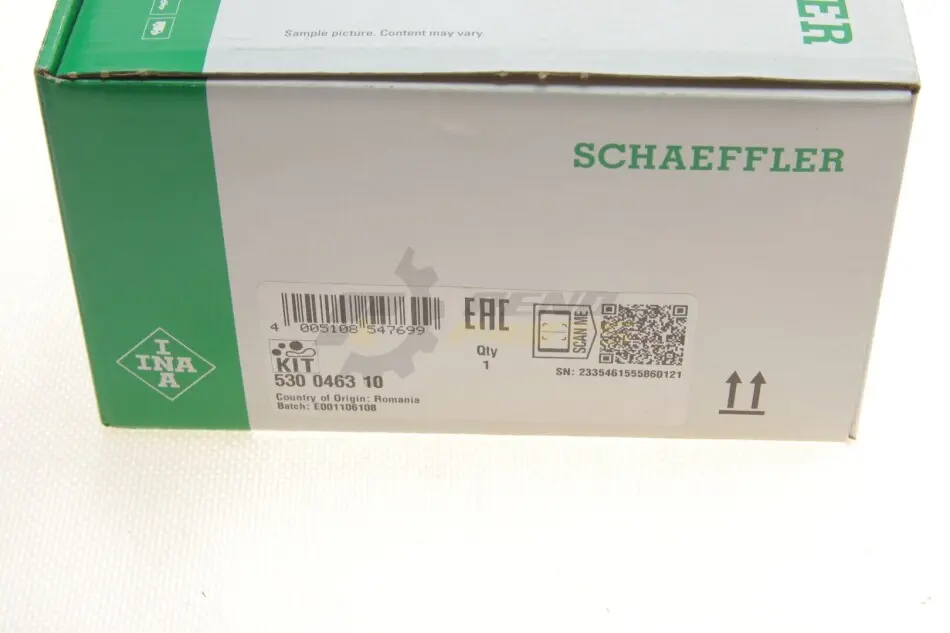 Sample picture. Content may vary.
SCHAEFFLER
4 005108 547699
EAC
Qty
1
SCAN ME
SN: 2335461555860121
KIT
530 0463 10
Country of Origin: Romania
Batch: E001106108
I
INA
A